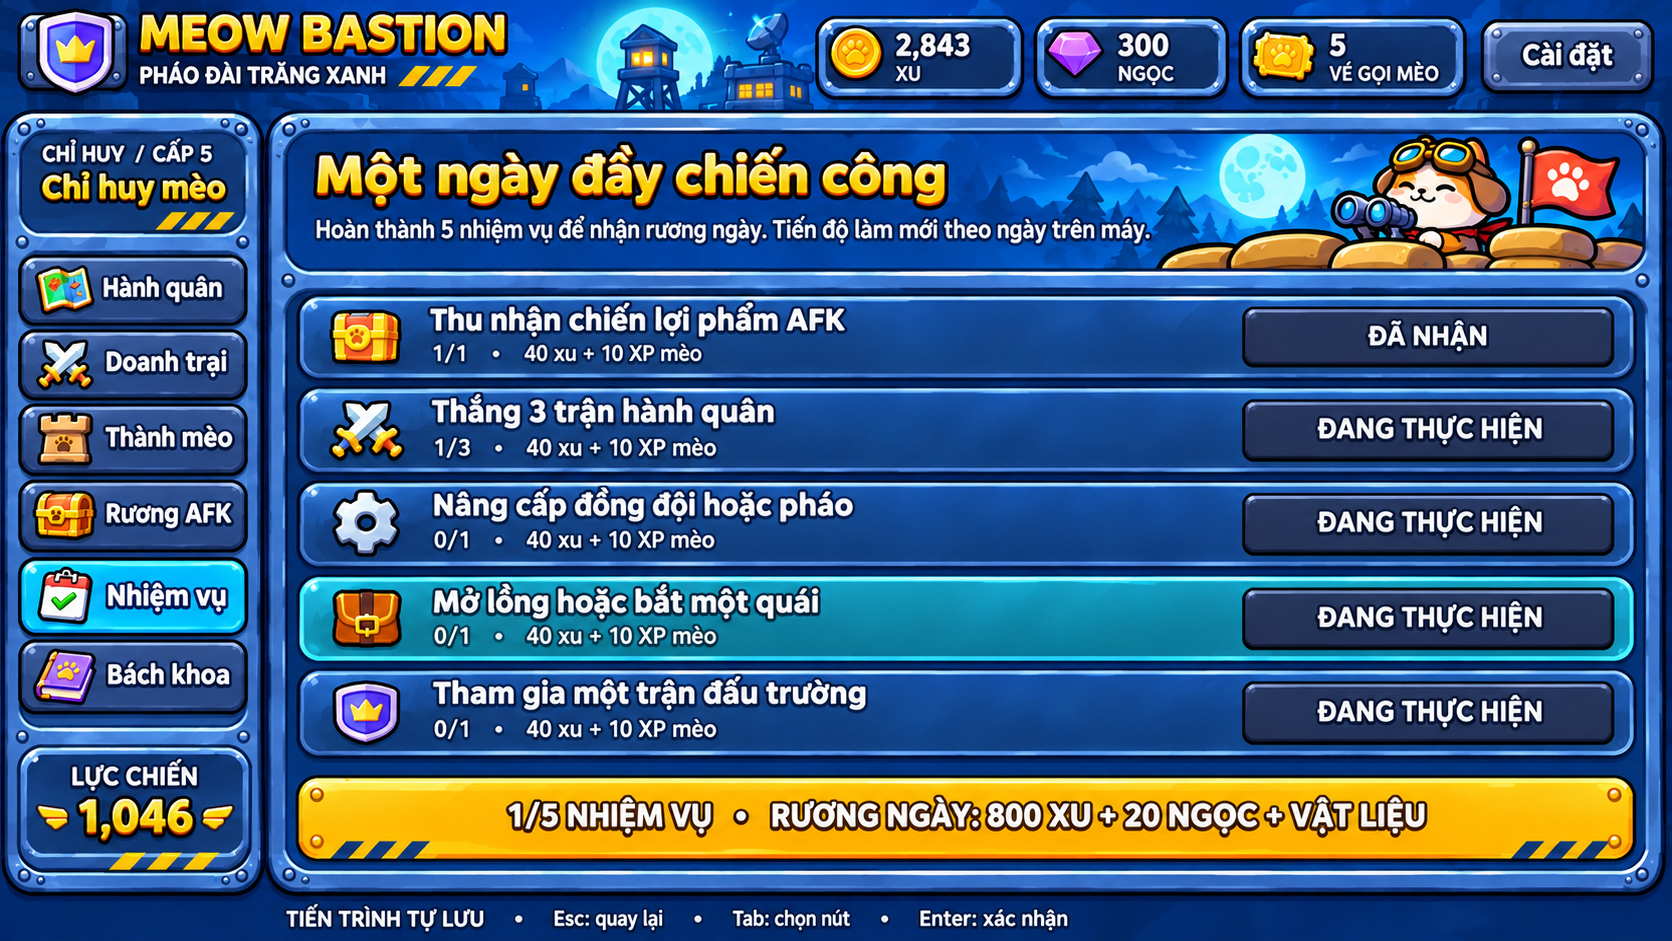 MEOW BASTION
PHÁO ĐÀI TRĂNG XANH
2,843
XU
300
NGỌC
5
VÉ GỌI MÈO
Cài đặt
CHỈ HUY / CẤP 5
Chỉ huy mèo
Hành quân
Doanh trại
Thành mèo
Rương AFK
Nhiệm vụ
Bách khoa
LỰC CHIẾN
1,046
Một ngày đầy chiến công
Hoàn thành 5 nhiệm vụ để nhận rương ngày. Tiến độ làm mới theo ngày trên máy.
Thu nhận chiến lợi phẩm AFK
1/1 • 40 xu + 10 XP mèo
ĐÃ NHẬN
Thắng 3 trận hành quân
1/3 • 40 xu + 10 XP mèo
ĐANG THỰC HIỆN
Nâng cấp đồng đội hoặc pháo
0/1 • 40 xu + 10 XP mèo
ĐANG THỰC HIỆN
Mở lồng hoặc bắt một quái
0/1 • 40 xu + 10 XP mèo
ĐANG THỰC HIỆN
Tham gia một trận đấu trường
0/1 • 40 xu + 10 XP mèo
ĐANG THỰC HIỆN
1/5 NHIỆM VỤ • RƯƠNG NGÀY: 800 XU + 20 NGỌC + VẬT LIỆU
TIẾN TRÌNH TỰ LƯU • Esc: quay lại • Tab: chọn nút • Enter: xác nhận